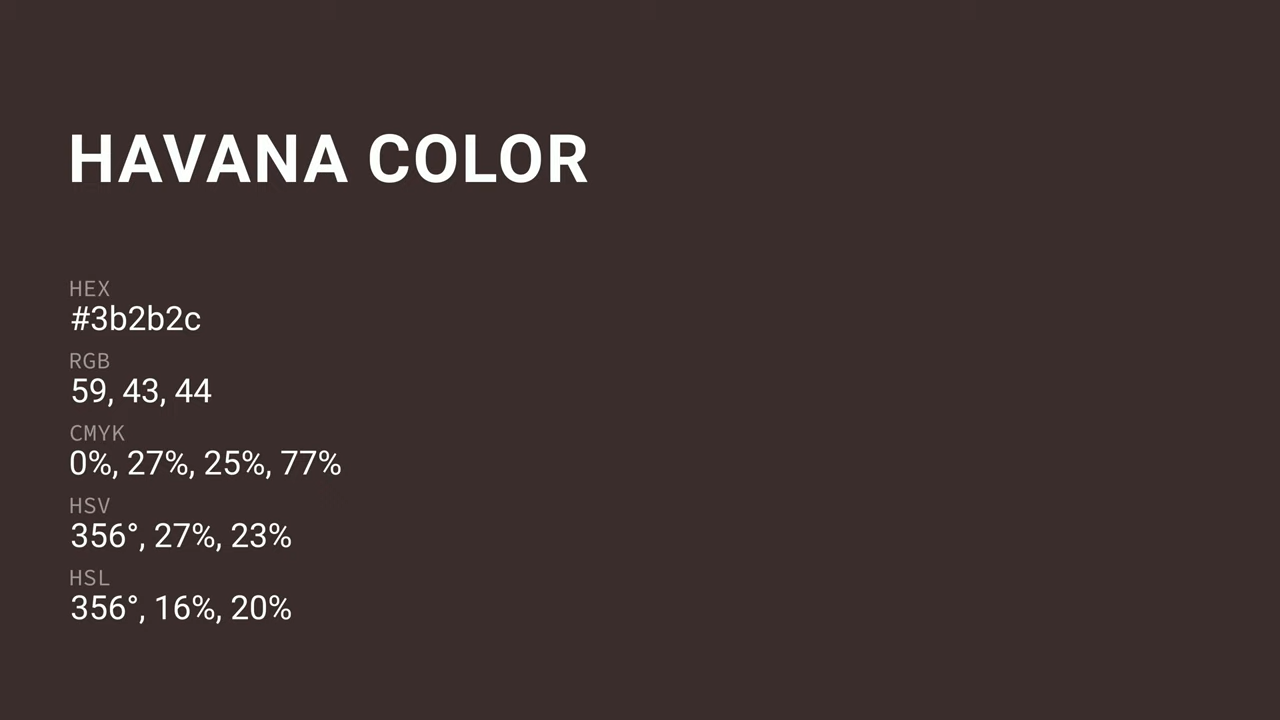 HAVANA COLOR
HEX
#3b2b2c
RGB
59, 43, 44
CMYK
0%, 27%, 25%, 77%
HSV
356°, 27%, 23%
HSL
356°, 16%, 20%